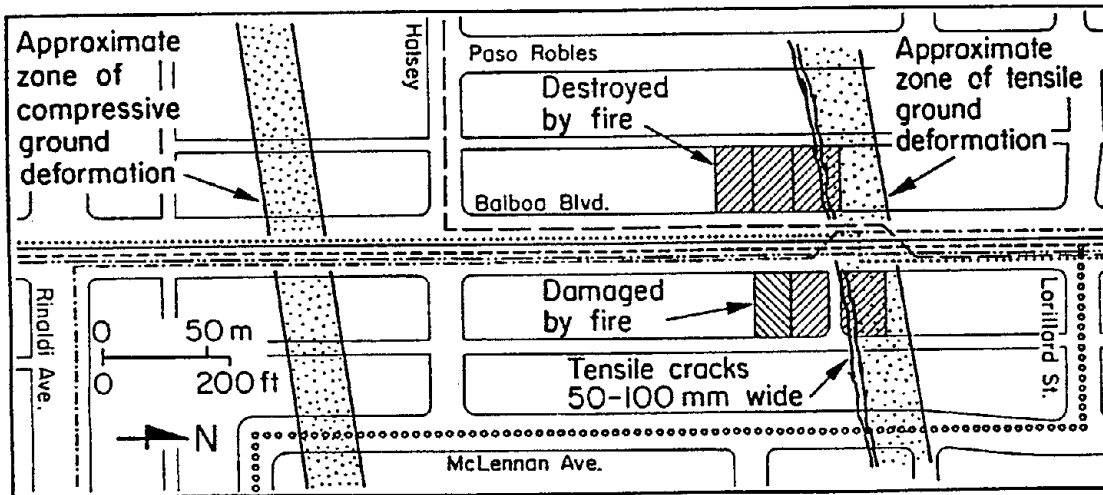 Approximate
zone of
compressive
ground
deformation
Halsey
Paso Robles
Destroyed
by fire
Approximate
zone of tensile
ground
deformation
Balboa Blvd.
Rinaldi Ave.
0 50 m
0 200 ft
N
Damaged
by fire
Tensile cracks
50-100 mm wide
Lorillard St.
McLennan Ave.